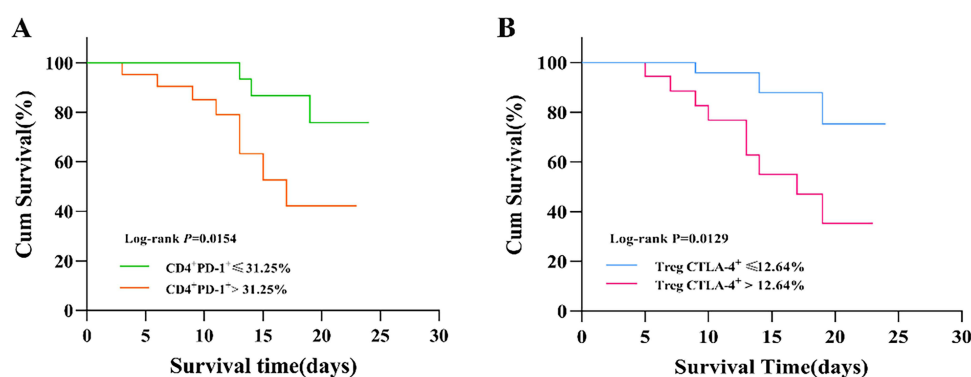 A
Cum Survival(%)
100
80
60
40
20
0
Log-rank P=0.0154
CD4⁺PD-1⁺⩽31.25%
CD4⁺PD-1⁺> 31.25%
0 5 10 15 20 25 30
Survival time(days)
B
Cum Survival(%)
100
80
60
40
20
0
Log-rank P=0.0129
Treg CTLA-4⁺ ⩽12.64%
Treg CTLA-4⁺ > 12.64%
0 5 10 15 20 25 30
Survival Time(days)